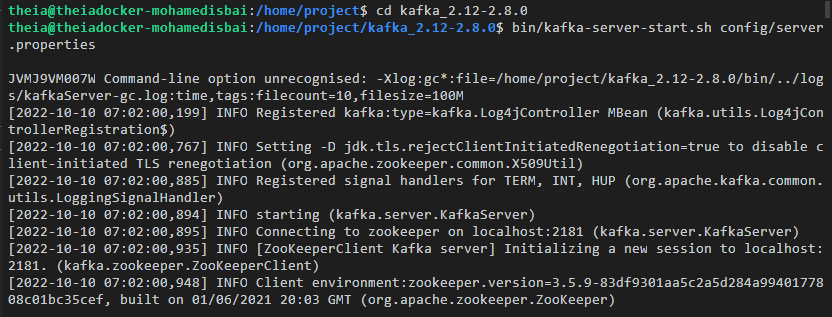 theia@theiadocker-mohamedisbai:/home/project$ cd kafka_2.12-2.8.0
theia@theiadocker-mohamedisbai:/home/project/kafka_2.12-2.8.0$ bin/kafka-server-start.sh config/server
.properties
JVMJ9VM007W Command-line option unrecognised: -Xlog:gc*:file=/home/project/kafka_2.12-2.8.0/bin/../log
s/kafkaServer-gc.log:time,tags:filecount=10,filesize=100M
[2022-10-10 07:02:00,199] INFO Registered kafka:type=kafka.Log4jController MBean (kafka.utils.Log4jCon
trollerRegistration$)
[2022-10-10 07:02:00,767] INFO Setting -D jdk.tls.rejectClientInitiatedRenegotiation=true to disable c
lient-initiated TLS renegotiation (org.apache.zookeeper.common.X509Util)
[2022-10-10 07:02:00,885] INFO Registered signal handlers for TERM, INT, HUP (org.apache.kafka.common.
utils.LoggingSignalHandler)
[2022-10-10 07:02:00,894] INFO starting (kafka.server.KafkaServer)
[2022-10-10 07:02:00,895] INFO Connecting to zookeeper on localhost:2181 (kafka.server.KafkaServer)
[2022-10-10 07:02:00,935] INFO [ZooKeeperClient Kafka server] Initializing a new session to localhost:
2181. (kafka.zookeeper.ZooKeeperClient)
[2022-10-10 07:02:00,948] INFO Client environment:zookeeper.version=3.5.9-83df9301aa5c2a5d284a99401778
08c01bc35cef, built on 01/06/2021 20:03 GMT (org.apache.zookeeper.ZooKeeper)